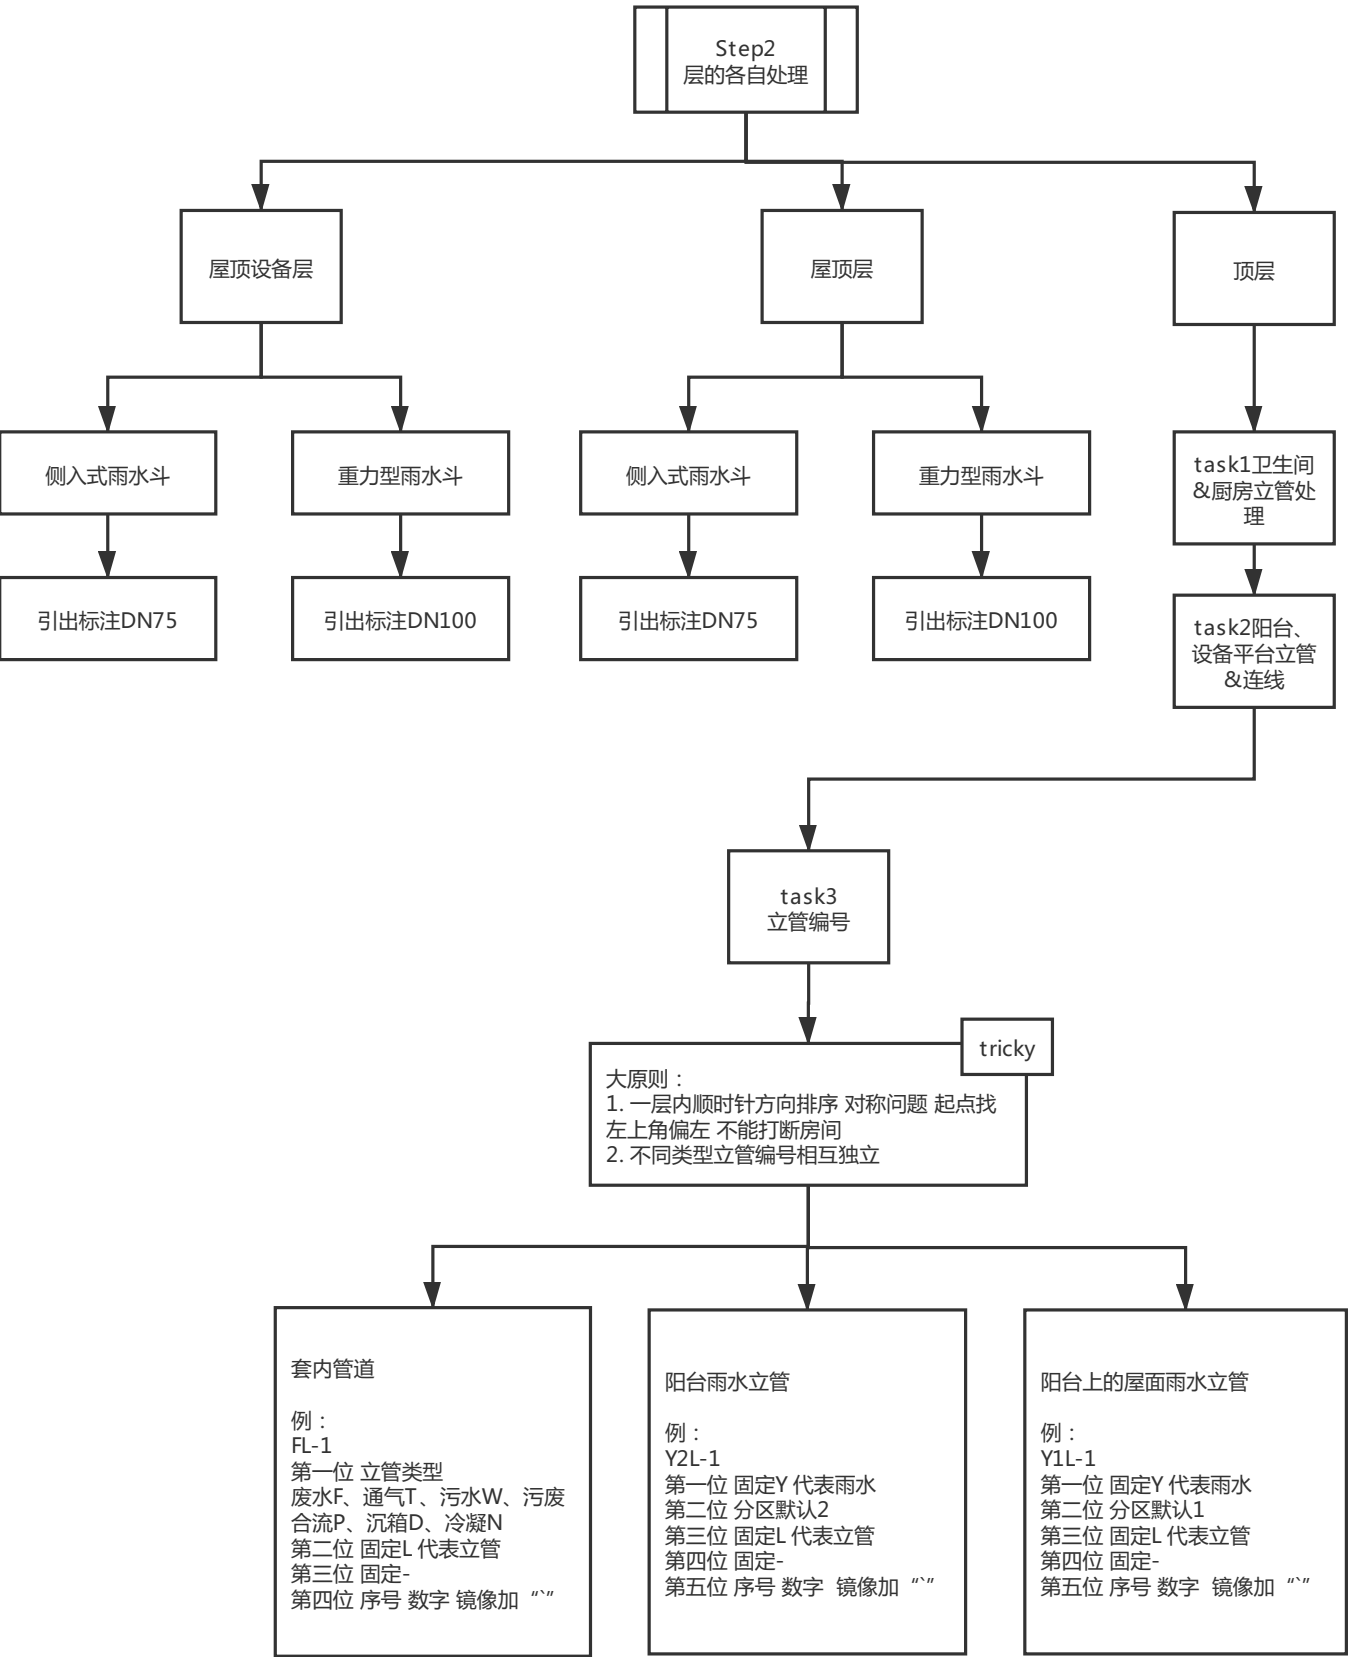 Step2
层的各自处理
屋顶设备层
屋顶层
顶层
侧入式雨水斗
重力型雨水斗
侧入式雨水斗
重力型雨水斗
task1卫生间
&厨房立管处
理
引出标注DN75
引出标注DN100
引出标注DN75
引出标注DN100
task2阳台、
设备平台立管
&连线
task3
立管编号
tricky
大原则：
1. 一层内顺时针方向排序 对称问题 起点找
左上角偏左 不能打断房间
2. 不同类型立管编号相互独立
套内管道
例：
FL-1
第一位 立管类型
废水F、通气T、污水W、污废
合流P、沉箱D、冷凝N
第二位 固定L 代表立管
第三位 固定-
第四位 序号 数字 镜像加“`”
阳台雨水立管
例：
Y2L-1
第一位 固定Y 代表雨水
第二位 分区默认2
第三位 固定L 代表立管
第四位 固定-
第五位 序号 数字  镜像加“`”
阳台上的屋面雨水立管
例：
Y1L-1
第一位 固定Y 代表雨水
第二位 分区默认1
第三位 固定L 代表立管
第四位 固定-
第五位 序号 数字  镜像加“`”